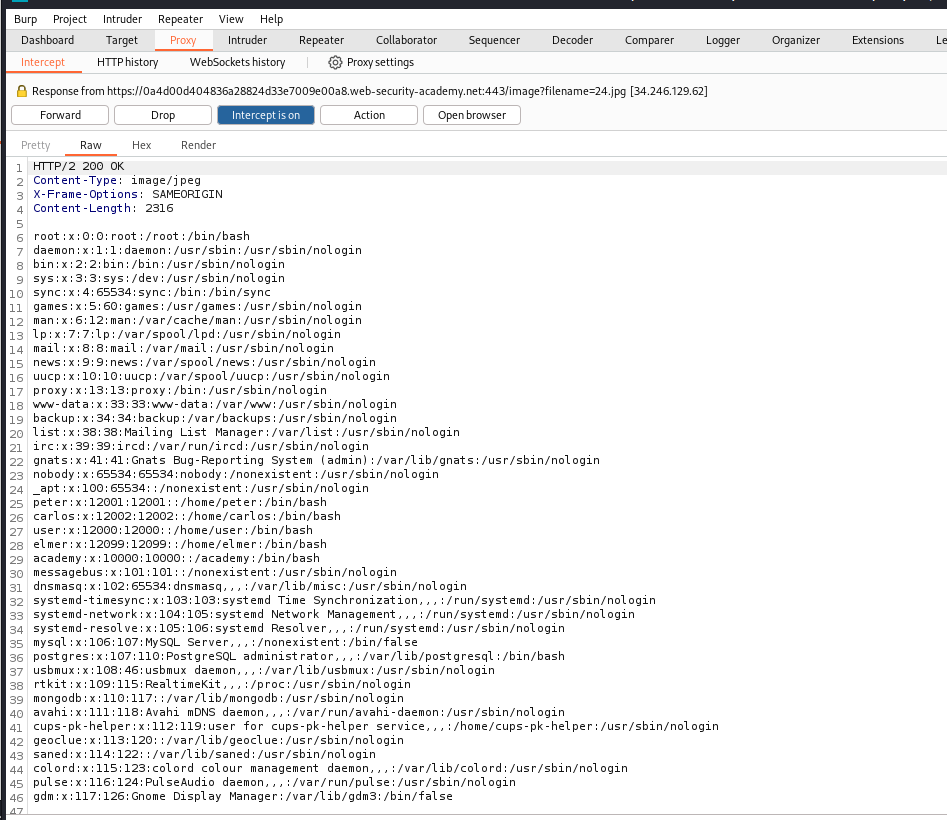 Burp Project Intruder Repeater View Help
Dashboard Target Proxy Intruder Repeater Collaborator Sequencer Decoder Comparer Logger Organizer Extensions Le
Intercept HTTP history WebSockets history Proxy settings
Response from https://0a4d00d404836a28824d33e7009e00a8.web-security-academy.net:443/image?filename=24.jpg [34.246.129.62]
Forward Drop Intercept is on Action Open browser
Pretty Raw Hex Render
1 HTTP/2 200 OK
2 Content-Type: image/jpeg
3 X-Frame-Options: SAMEORIGIN
4 Content-Length: 2316
5
6 root:x:0:0:root:/root:/bin/bash
7 daemon:x:1:1:daemon:/usr/sbin:/usr/sbin/nologin
8 bin:x:2:2:bin:/bin:/usr/sbin/nologin
9 sys:x:3:3:sys:/dev:/usr/sbin/nologin
10 sync:x:4:65534:sync:/bin:/bin/sync
11 games:x:5:60:games:/usr/games:/usr/sbin/nologin
12 man:x:6:12:man:/var/cache/man:/usr/sbin/nologin
13 lp:x:7:7:lp:/var/spool/lpd:/usr/sbin/nologin
14 mail:x:8:8:mail:/var/mail:/usr/sbin/nologin
15 news:x:9:9:news:/var/spool/news:/usr/sbin/nologin
16 uucp:x:10:10:uucp:/var/spool/uucp:/usr/sbin/nologin
17 proxy:x:13:13:proxy:/bin:/usr/sbin/nologin
18 www-data:x:33:33:www-data:/var/www:/usr/sbin/nologin
19 backup:x:34:34:backup:/var/backups:/usr/sbin/nologin
20 list:x:38:38:Mailing List Manager:/var/list:/usr/sbin/nologin
21 irc:x:39:39:ircd:/var/run/ircd:/usr/sbin/nologin
22 gnats:x:41:41:Gnats Bug-Reporting System (admin):/var/lib/gnats:/usr/sbin/nologin
23 nobody:x:65534:65534:nobody:/nonexistent:/usr/sbin/nologin
24 _apt:x:100:65534::/nonexistent:/usr/sbin/nologin
25 peter:x:12001:12001::/home/peter:/bin/bash
26 carlos:x:12002:12002::/home/carlos:/bin/bash
27 user:x:12000:12000::/home/user:/bin/bash
28 elmer:x:12099:12099::/home/elmer:/bin/bash
29 academy:x:10000:10000::/academy:/bin/bash
30 messagebus:x:101:101::/nonexistent:/usr/sbin/nologin
31 dnsmasq:x:102:65534:dnsmasq,,,:/var/lib/misc:/usr/sbin/nologin
32 systemd-timesync:x:103:103:systemd Time Synchronization,,,:/run/systemd:/usr/sbin/nologin
33 systemd-network:x:104:105:systemd Network Management,,,:/run/systemd:/usr/sbin/nologin
34 systemd-resolve:x:105:106:systemd Resolver,,,:/run/systemd:/usr/sbin/nologin
35 mysql:x:106:107:MySQL Server,,,:/nonexistent:/bin/false
36 postgres:x:107:110:PostgreSQL administrator,,,:/var/lib/postgresql:/bin/bash
37 usbmux:x:108:46:usbmux daemon,,,:/var/lib/usbmux:/usr/sbin/nologin
38 rtkit:x:109:115:RealtimeKit,,,:/proc:/usr/sbin/nologin
39 mongodb:x:110:117::/var/lib/mongodb:/usr/sbin/nologin
40 avahi:x:111:118:Avahi mDNS daemon,,,:/var/run/avahi-daemon:/usr/sbin/nologin
41 cups-pk-helper:x:112:119:user for cups-pk-helper service,,,:/home/cups-pk-helper:/usr/sbin/nologin
42 geoclue:x:113:120::/var/lib/geoclue:/usr/sbin/nologin
43 saned:x:114:122::/var/lib/saned:/usr/sbin/nologin
44 colord:x:115:123:colord colour management daemon,,,:/var/lib/colord:/usr/sbin/nologin
45 pulse:x:116:124:PulseAudio daemon,,,:/var/run/pulse:/usr/sbin/nologin
46 gdm:x:117:126:Gnome Display Manager:/var/lib/gdm3:/bin/false
47